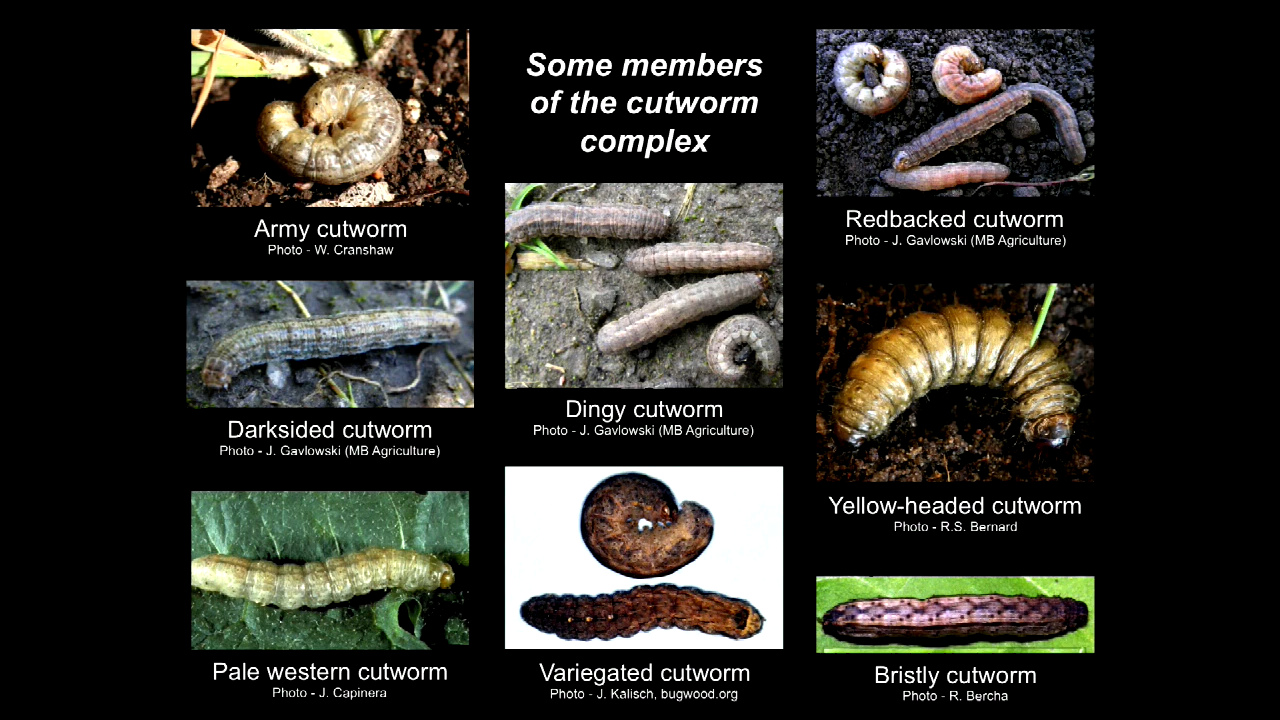 Some members
of the cutworm
complex
Army cutworm
Photo - W. Cranshaw
Darksided cutworm
Photo - J. Gavlowski (MB Agriculture)
Pale western cutworm
Photo - J. Capinera
Dingy cutworm
Photo - J. Gavlowski (MB Agriculture)
Variegated cutworm
Photo - J. Kalisch, bugwood.org
Redbacked cutworm
Photo - J. Gavlowski (MB Agriculture)
Yellow-headed cutworm
Photo - R.S. Bernard
Bristly cutworm
Photo - R. Bercha